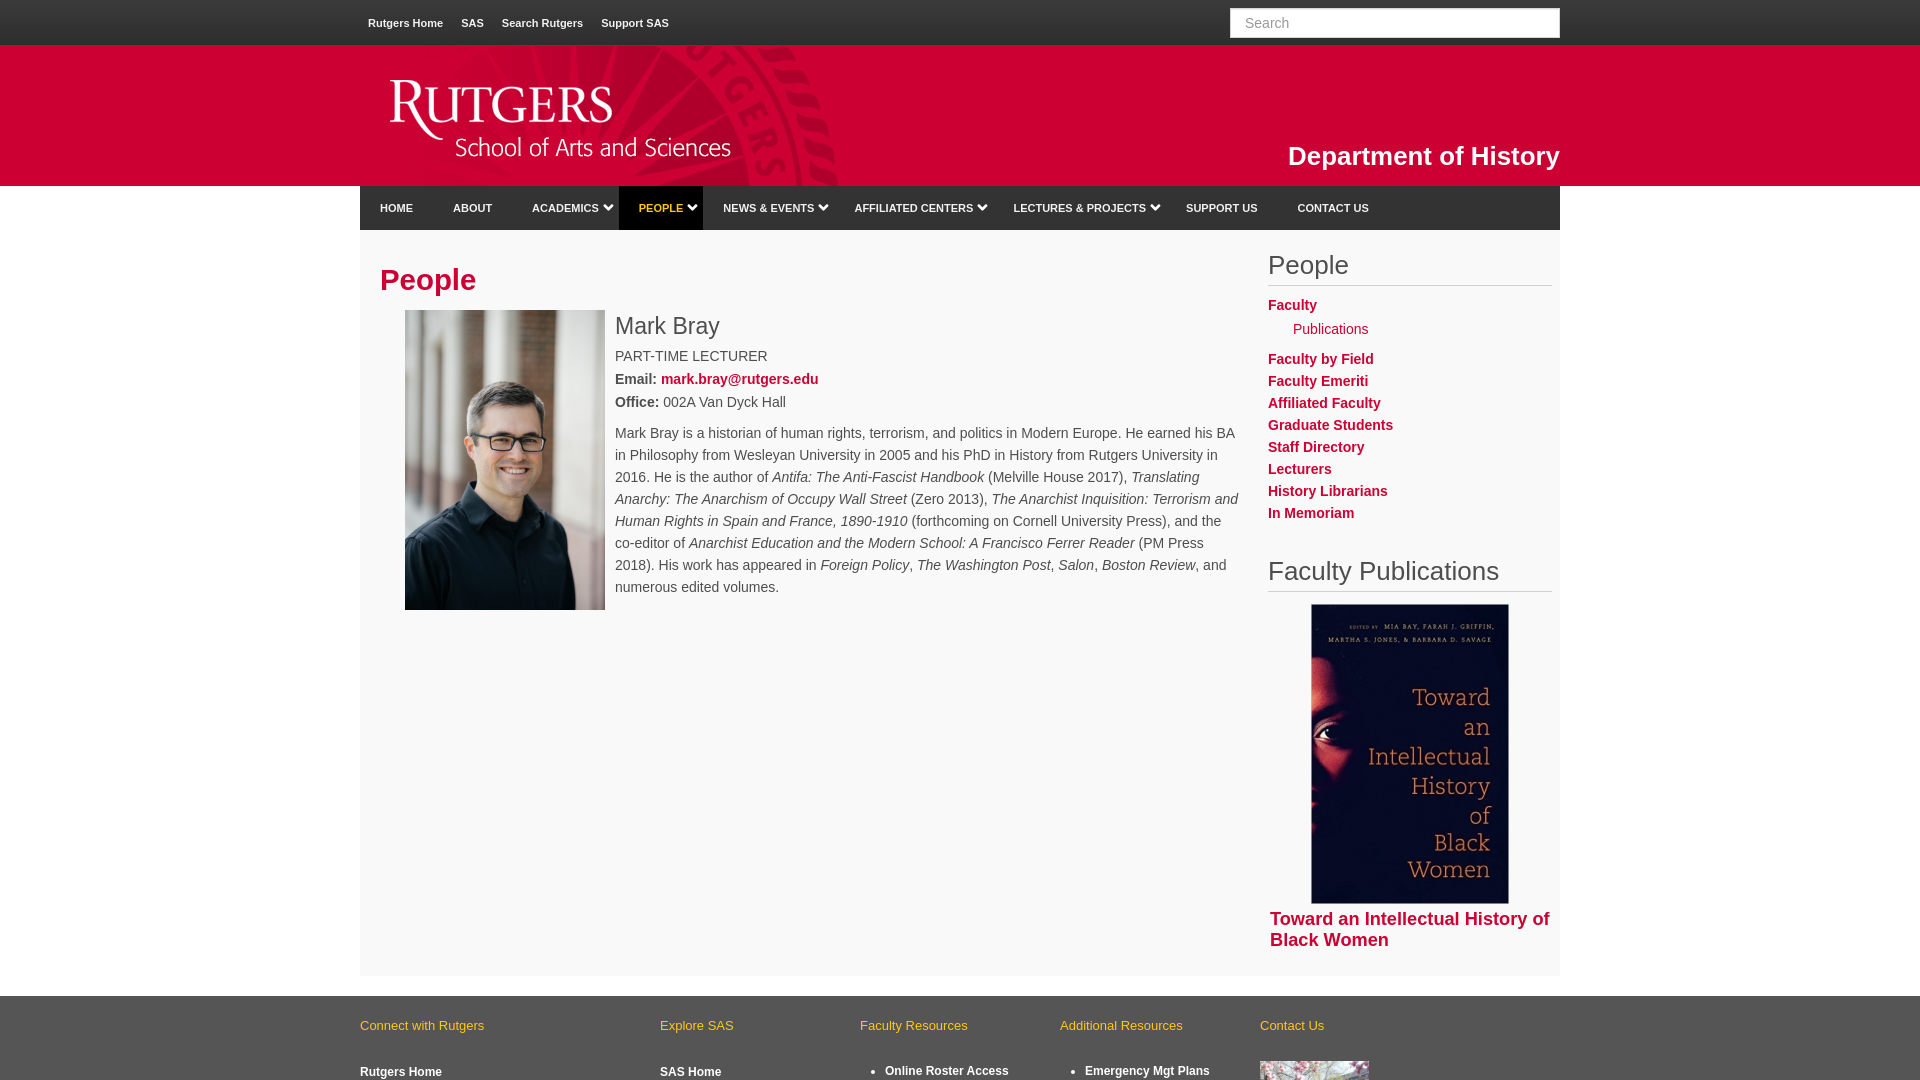 Rutgers Home SAS Search Rutgers Support SAS
Search
RUTGERS
School of Arts and Sciences
RUTGERS
RUTGERS
Department of History
HOME ABOUT ACADEMICS PEOPLE NEWS & EVENTS AFFILIATED CENTERS LECTURES & PROJECTS SUPPORT US CONTACT US
People
Mark Bray
PART-TIME LECTURER
Email: mark.bray@rutgers.edu
Office: 002A Van Dyck Hall
Mark Bray is a historian of human rights, terrorism, and politics in Modern Europe. He earned his BA
in Philosophy from Wesleyan University in 2005 and his PhD in History from Rutgers University in
2016. He is the author of Antifa: The Anti-Fascist Handbook (Melville House 2017), Translating
Anarchy: The Anarchism of Occupy Wall Street (Zero 2013), The Anarchist Inquisition: Terrorism and
Human Rights in Spain and France, 1890-1910 (forthcoming on Cornell University Press), and the
co-editor of Anarchist Education and the Modern School: A Francisco Ferrer Reader (PM Press
2018). His work has appeared in Foreign Policy, The Washington Post, Salon, Boston Review, and
numerous edited volumes.
People
Faculty
Publications
Faculty by Field
Faculty Emeriti
Affiliated Faculty
Graduate Students
Staff Directory
Lecturers
History Librarians
In Memoriam
Faculty Publications
EDITED BY MIA BAY, FARAH J. GRIFFIN,
MARTHA S. JONES, & BARBARA D. SAVAGE
Toward
an
Intellectual
History
of
Black
Women
Toward an Intellectual History of
Black Women
Connect with Rutgers
Rutgers Home
Explore SAS
SAS Home
Faculty Resources
• Online Roster Access
Additional Resources
• Emergency Mgt Plans
Contact Us